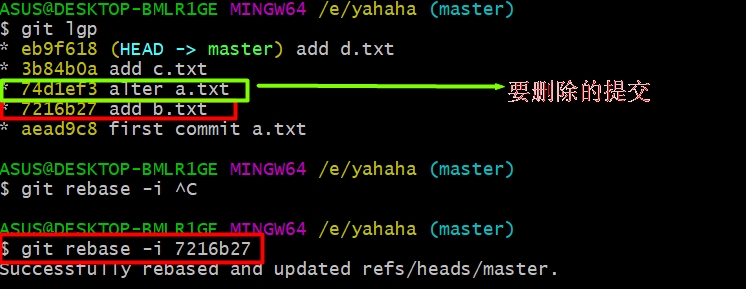 ASUS@DESKTOP-BMLR1GE MINGW64 /e/yahaha (master)
$ git lgp
* eb9f618 (HEAD -> master) add d.txt
* 3b84b0a add c.txt
* 74d1ef3 alter a.txt 要删除的提交
* 7216b27 add b.txt
* aead9c8 first commit a.txt
ASUS@DESKTOP-BMLR1GE MINGW64 /e/yahaha (master)
$ git rebase -i ^C
ASUS@DESKTOP-BMLR1GE MINGW64 /e/yahaha (master)
$ git rebase -i 7216b27
Successfully rebased and updated refs/heads/master.